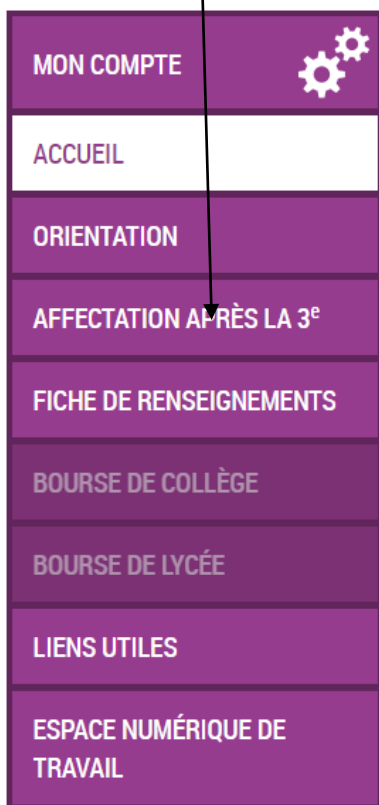 MON COMPTE
ACCUEIL
ORIENTATION
AFFECTATION APRÈS LA 3ᵉ
FICHE DE RENSEIGNEMENTS
BOURSE DE COLLÈGE
BOURSE DE LYCÉE
LIENS UTILES
ESPACE NUMÉRIQUE DE
TRAVAIL